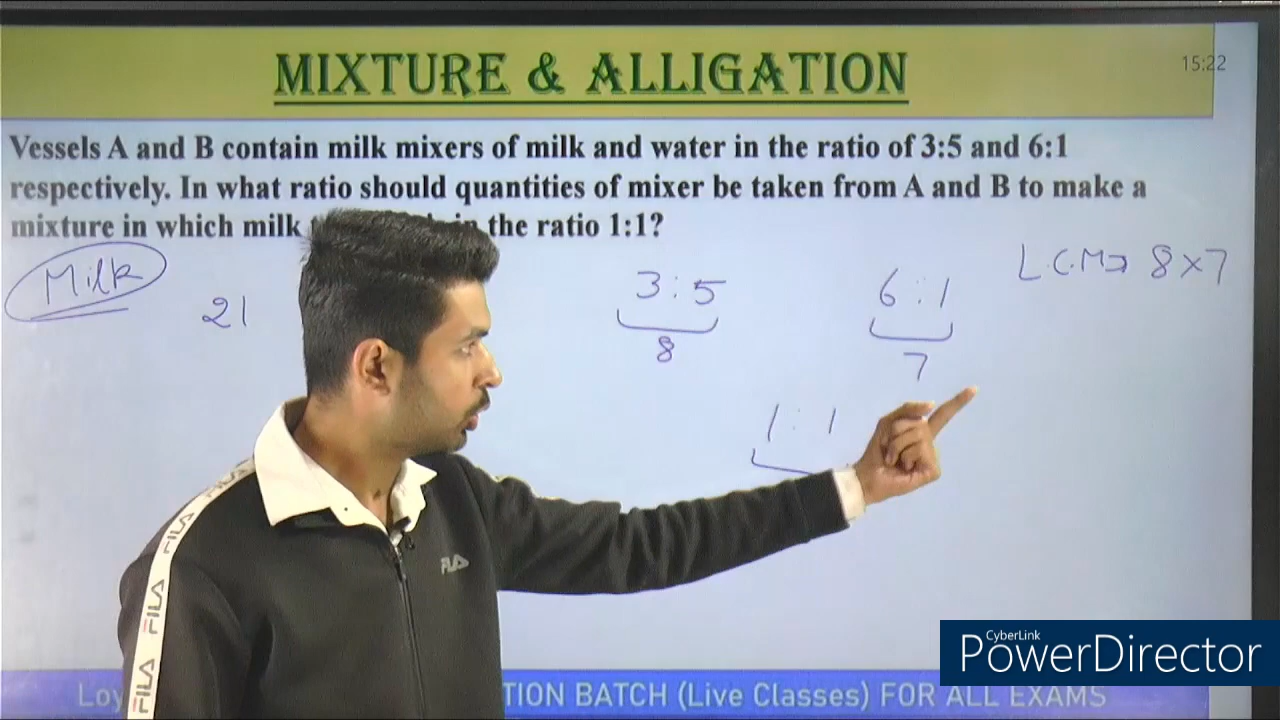 MIXTURE & ALLIGATION
15:22
Vessels A and B contain milk mixers of milk and water in the ratio of 3:5 and 6:1
respectively. In what ratio should quantities of mixer be taken from A and B to make a
mixture in which milk in the ratio 1:1?
Milk
21
3:5
8
6:1
7
L.C.M⇒ 8×7
1:1
FILA
FILA
FILA
FILA
CyberLink
PowerDirector
Loy TION BATCH (Live Classes) FOR ALL EXAMS